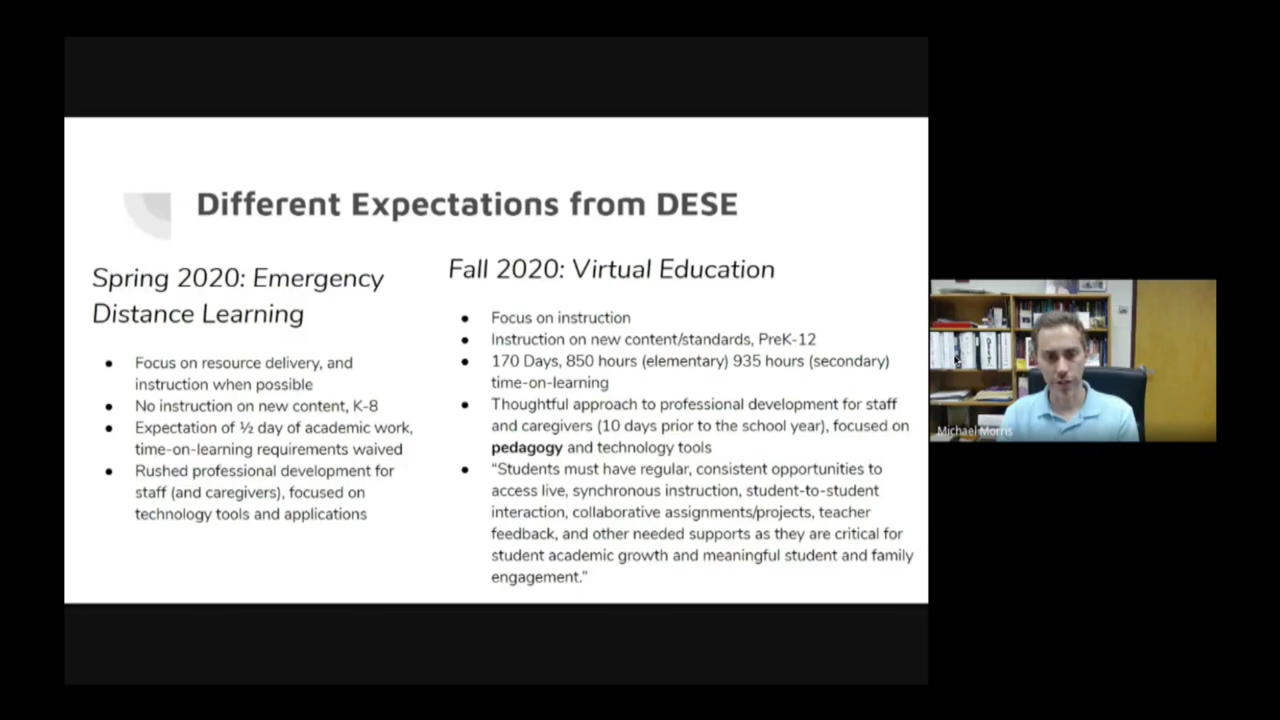 Different Expectations from DESE
Spring 2020: Emergency
Distance Learning
• Focus on resource delivery, and
instruction when possible
• No instruction on new content, K-8
• Expectation of ½ day of academic work,
time-on-learning requirements waived
• Rushed professional development for
staff (and caregivers), focused on
technology tools and applications
Fall 2020: Virtual Education
• Focus on instruction
• Instruction on new content/standards, PreK-12
• 170 Days, 850 hours (elementary) 935 hours (secondary)
time-on-learning
• Thoughtful approach to professional development for staff
and caregivers (10 days prior to the school year), focused on
pedagogy and technology tools
• “Students must have regular, consistent opportunities to
access live, synchronous instruction, student-to-student
interaction, collaborative assignments/projects, teacher
feedback, and other needed supports as they are critical for
student academic growth and meaningful student and family
engagement.”
Michael Morris